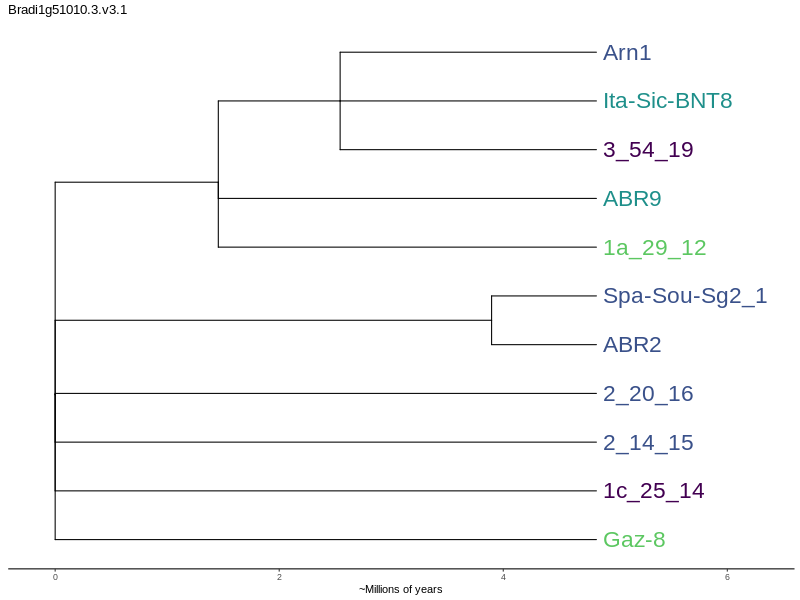 Bradi1g51010.3.v3.1
Arn1
Ita-Sic-BNT8
3_54_19
ABR9
1a_29_12
Spa-Sou-Sg2_1
ABR2
2_20_16
2_14_15
1c_25_14
Gaz-8
0 2 4 6
~Millions of years